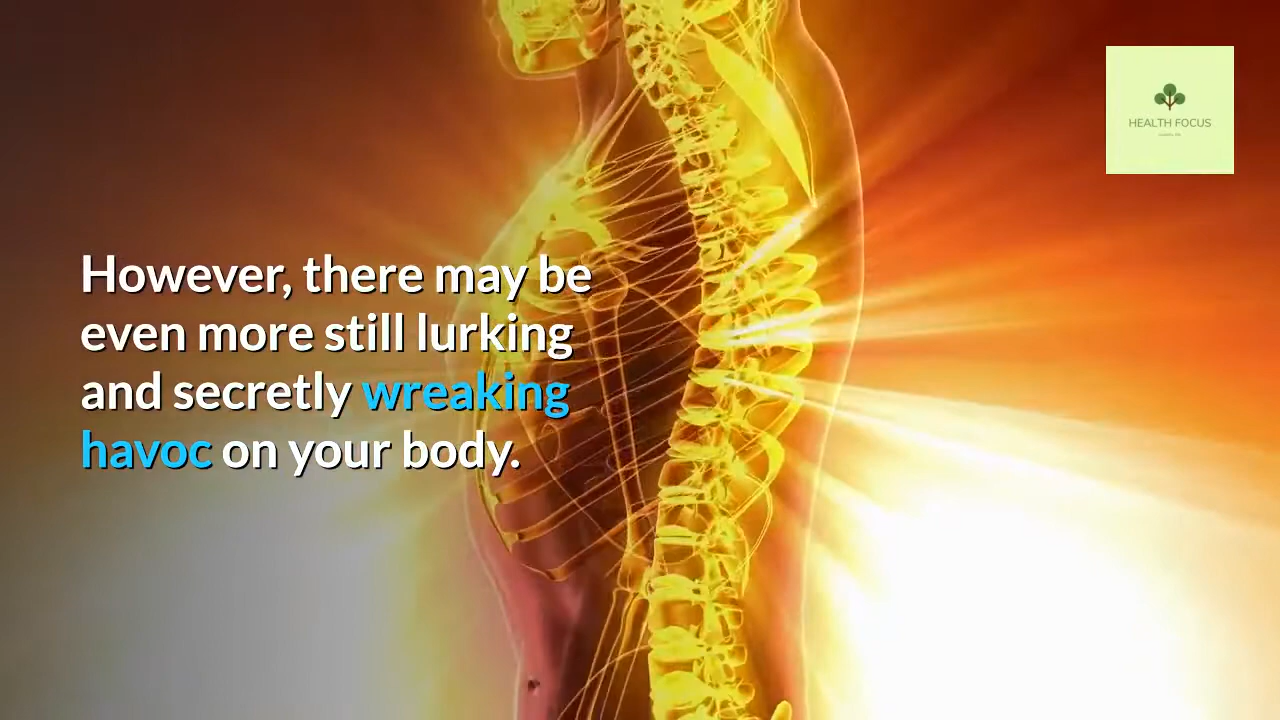 However, there may be
even more still lurking
and secretly wreaking
havoc on your body.
HEALTH FOCUS